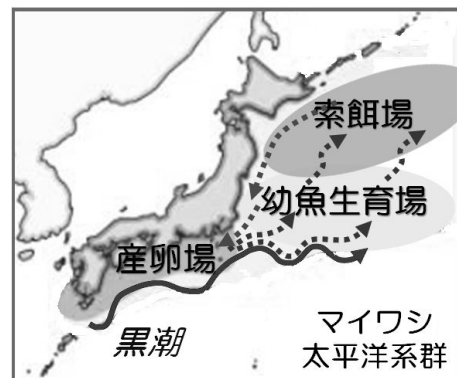 索餌場
幼魚生育場
産卵場
黒潮
マイワシ
太平洋系群